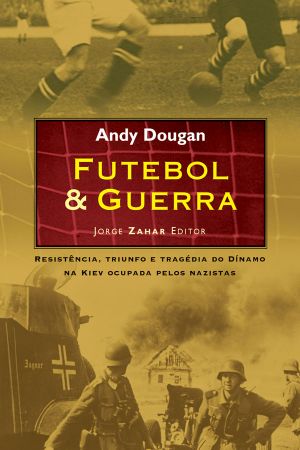 Andy Dougan
FUTEBOL
& GUERRA
JORGE ZAHAR EDITOR
RESISTÊNCIA, TRIUNFO E TRAGÉDIA DO DÍNAMO
NA KIEV OCUPADA PELOS NAZISTAS